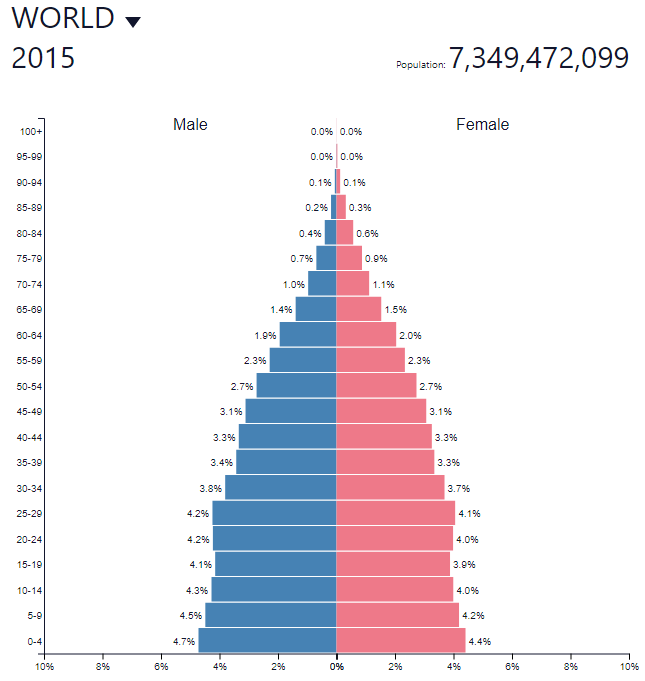 WORLD
2015
Population: 7,349,472,099
Male Female
100+ 0.0% 0.0%
95-99 0.0% 0.0%
90-94 0.1% 0.1%
85-89 0.2% 0.3%
80-84 0.4% 0.6%
75-79 0.7% 0.9%
70-74 1.0% 1.1%
65-69 1.4% 1.5%
60-64 1.9% 2.0%
55-59 2.3% 2.3%
50-54 2.7% 2.7%
45-49 3.1% 3.1%
40-44 3.3% 3.3%
35-39 3.4% 3.3%
30-34 3.8% 3.7%
25-29 4.2% 4.1%
20-24 4.2% 4.0%
15-19 4.1% 3.9%
10-14 4.3% 4.0%
5-9 4.5% 4.2%
0-4 4.7% 4.4%
10% 8% 6% 4% 2% 0% 2% 4% 6% 8% 10%